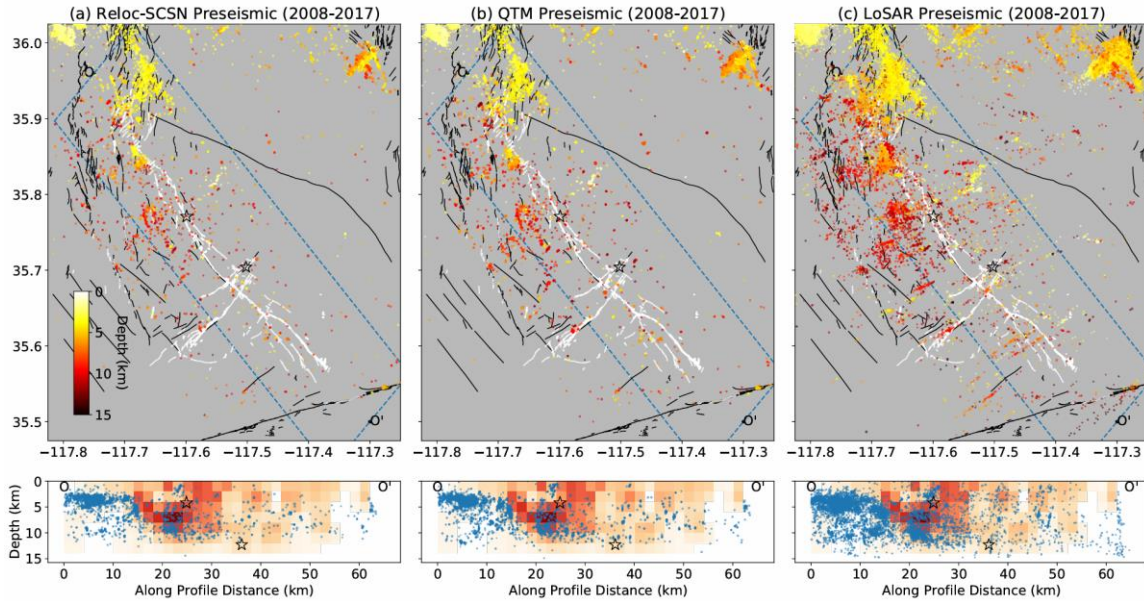 (a) Reloc-SCSN Preseismic (2008-2017)
(b) QTM Preseismic (2008-2017)
(c) LoSAR Preseismic (2008-2017)
36.0
35.9
35.8
35.7
35.6
35.5
O
O
O
0
5
10
15
Depth (km)
O'
O'
O'
−117.8 −117.7 −117.6 −117.5 −117.4 −117.3
−117.8 −117.7 −117.6 −117.5 −117.4 −117.3
−117.8 −117.7 −117.6 −117.5 −117.4 −117.3
Depth (km)
0
5
10
15
O O'
O O'
O O'
0 10 20 30 40 50 60
0 10 20 30 40 50 60
0 10 20 30 40 50 60
Along Profile Distance (km)
Along Profile Distance (km)
Along Profile Distance (km)